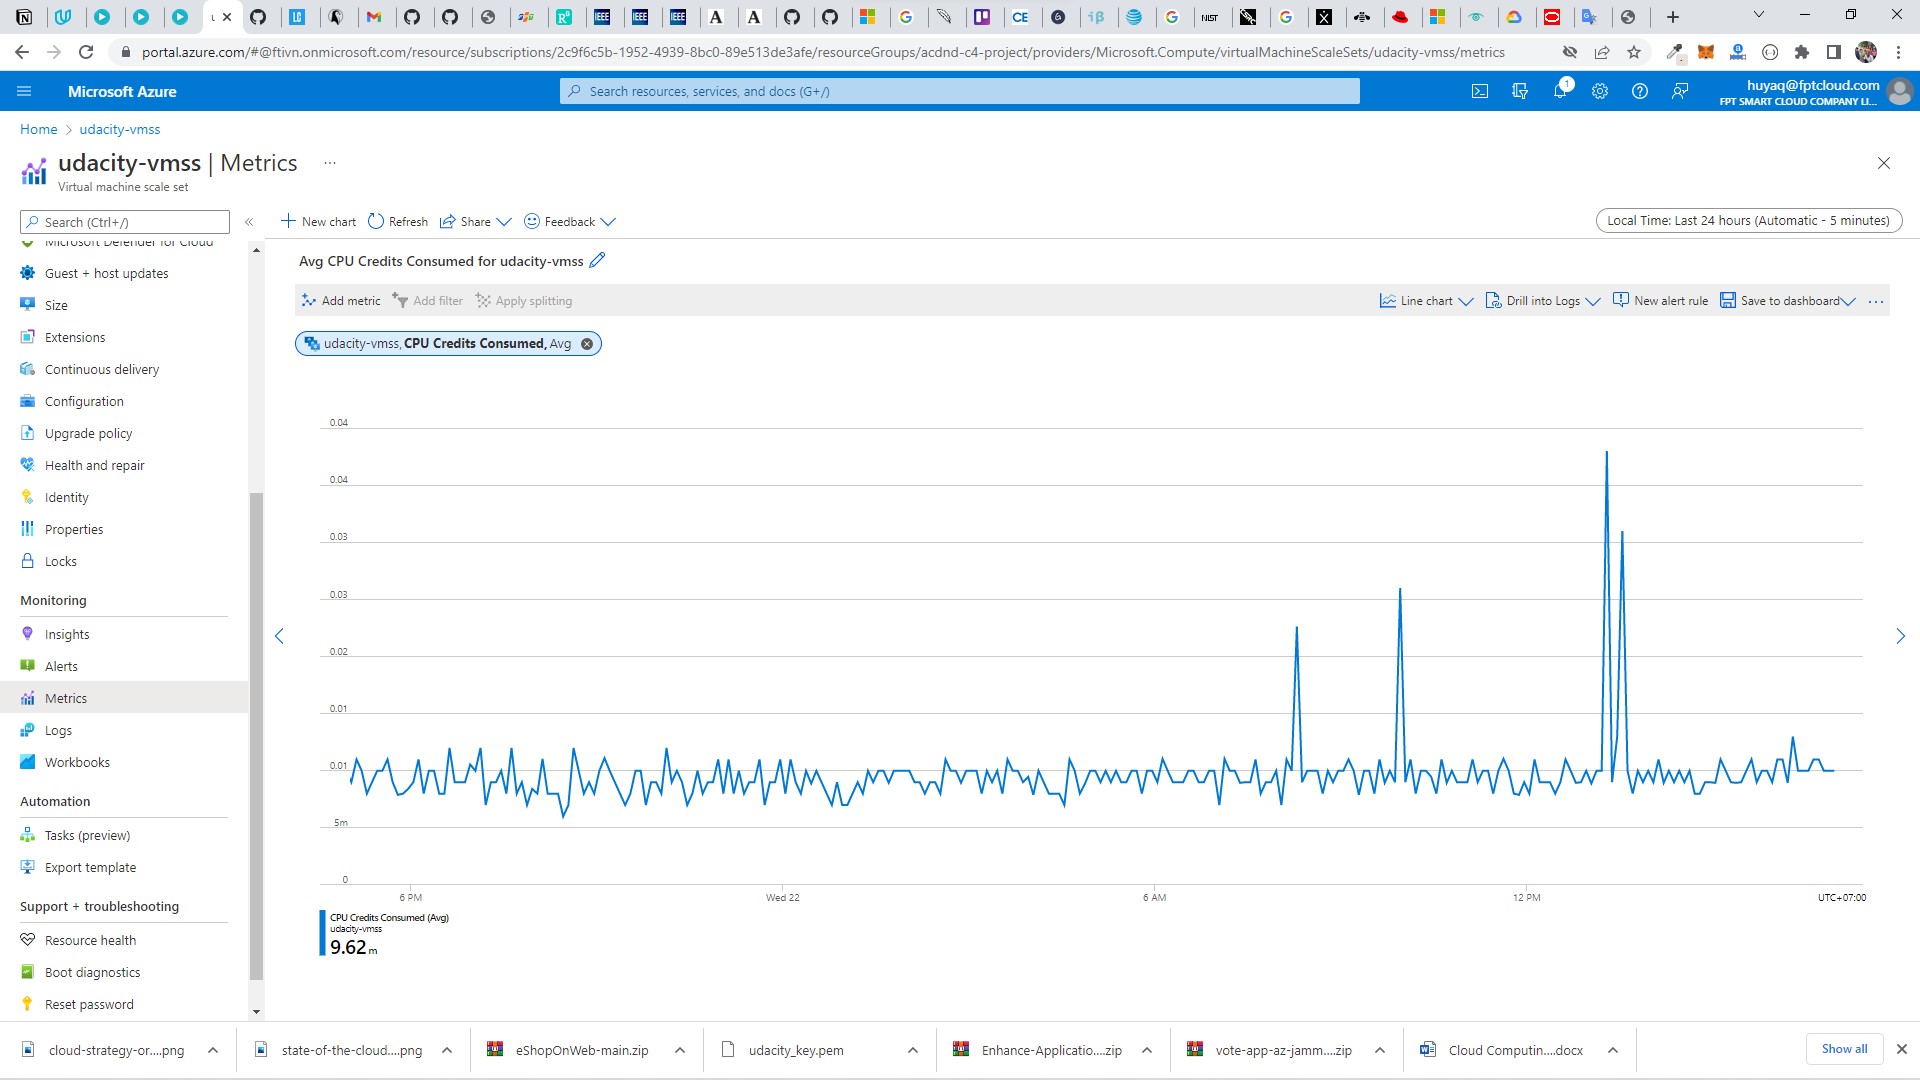 portal.azure.com/#@ftivn.onmicrosoft.com/resource/subscriptions/2c9f6c5b-1952-4939-8bc0-89e513de3afe/resourceGroups/acdnd-c4-project/providers/Microsoft.Compute/virtualMachineScaleSets/udacity-vmss/metrics
Microsoft Azure
Search resources, services, and docs (G+/)
1
huyaq@fptcloud.com
FPT SMART CLOUD COMPANY LI...
Home > udacity-vmss
udacity-vmss | Metrics ...
Virtual machine scale set
Search (Ctrl+/)
«
New chart
Refresh
Share
Feedback
Local Time: Last 24 hours (Automatic - 5 minutes)
Microsoft Defender for Cloud
Guest + host updates
Size
Extensions
Continuous delivery
Configuration
Upgrade policy
Health and repair
Identity
Properties
Locks
Monitoring
Insights
Alerts
Metrics
Logs
Workbooks
Automation
Tasks (preview)
Export template
Support + troubleshooting
Resource health
Boot diagnostics
Reset password
Avg CPU Credits Consumed for udacity-vmss
Add metric
Add filter
Apply splitting
Line chart
Drill into Logs
New alert rule
Save to dashboard
...
udacity-vmss, CPU Credits Consumed, Avg
0.04
0.04
0.03
0.03
0.02
0.01
0.01
5m
0
6 PM
Wed 22
6 AM
12 PM
UTC+07:00
CPU Credits Consumed (Avg)
udacity-vmss
9.62 m
cloud-strategy-or....png
state-of-the-cloud....png
eShopOnWeb-main.zip
udacity_key.pem
Enhance-Applicatio....zip
vote-app-az-jamm....zip
Cloud Computin....docx
Show all